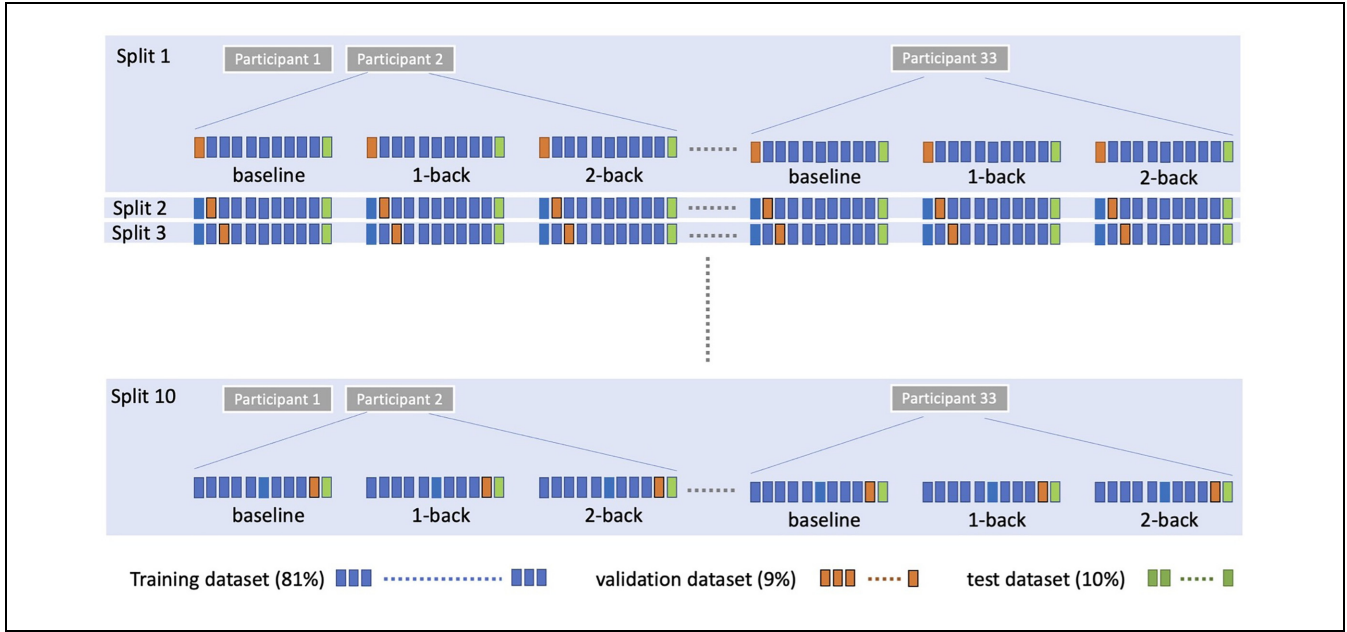 Split 1
Participant 1 Participant 2 Participant 33
baseline 1-back 2-back baseline 1-back 2-back
Split 2
Split 3
Split 10
Participant 1 Participant 2 Participant 33
baseline 1-back 2-back baseline 1-back 2-back
Training dataset (81%) validation dataset (9%) test dataset (10%)